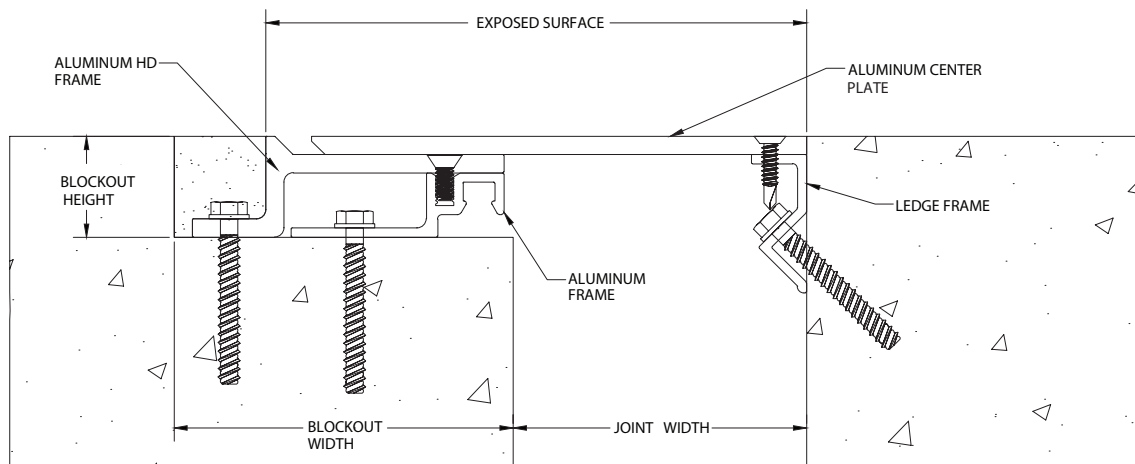 EXPOSED SURFACE
ALUMINUM HD
FRAME
ALUMINUM CENTER
PLATE
BLOCKOUT
HEIGHT
LEDGE FRAME
ALUMINUM
FRAME
BLOCKOUT
WIDTH
JOINT WIDTH